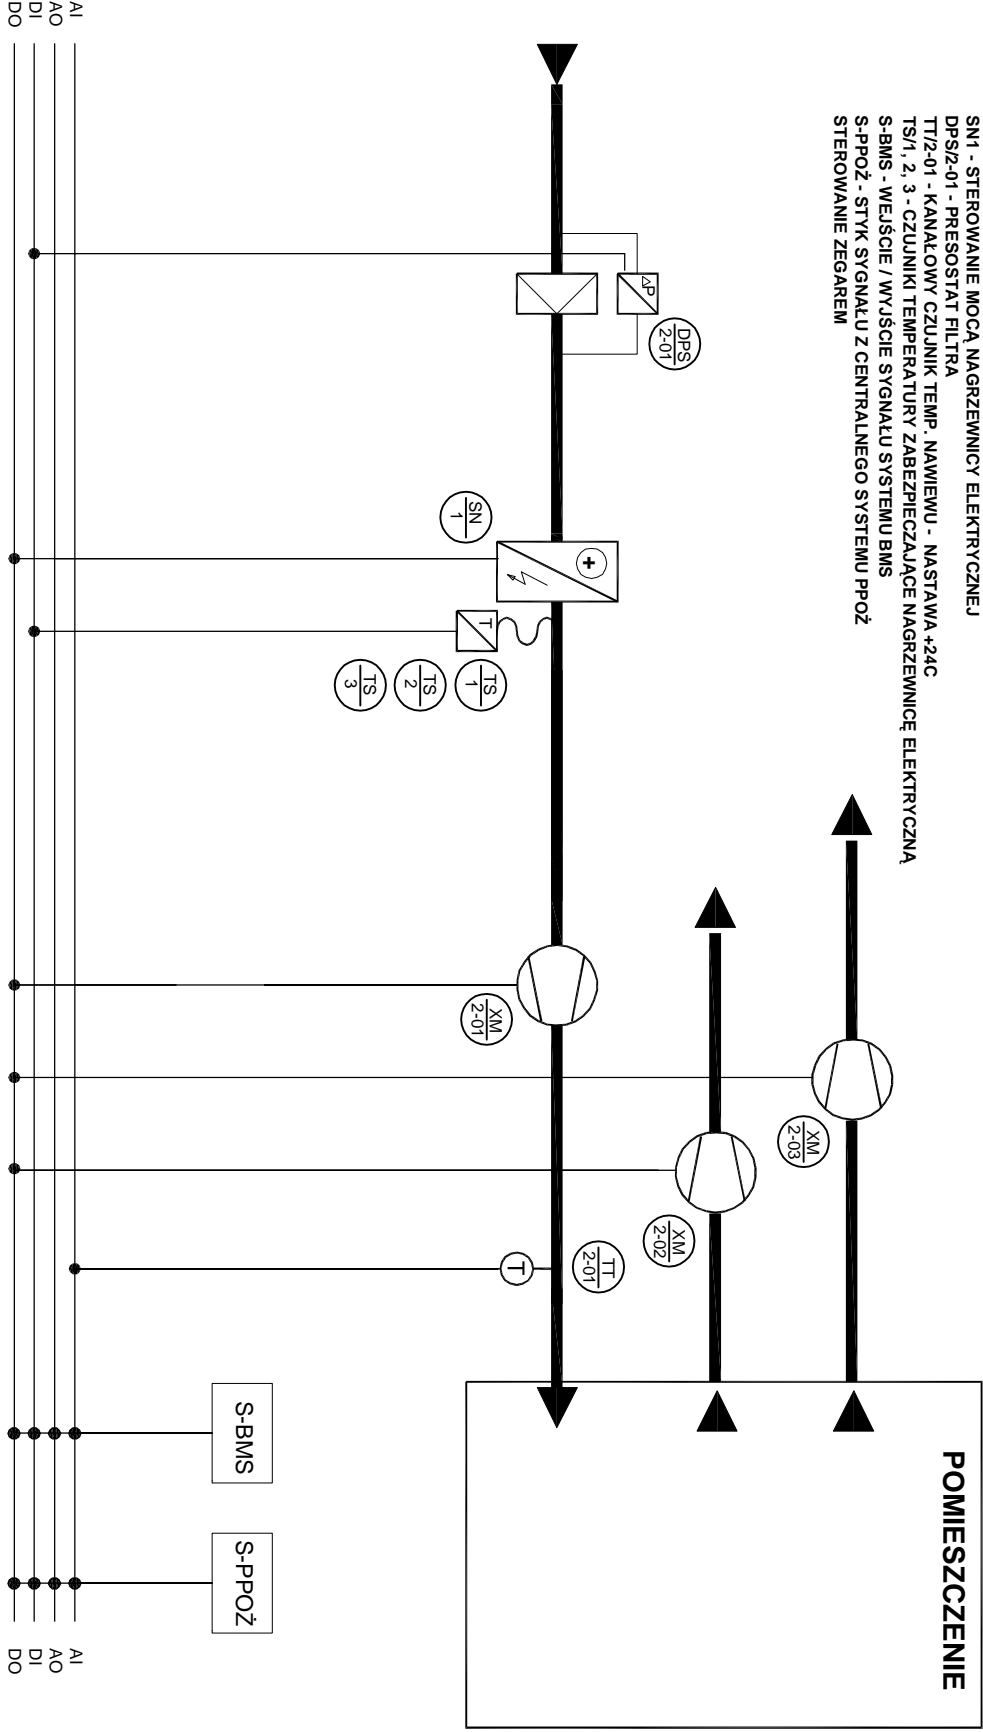 SN1 - STEROWANIE MOCĄ NAGRZEWNICY ELEKTRYCZNEJ
DPS/2-01 - PRESOSTAT FILTRA
TT/2-01 - KANAŁOWY CZUJNIK TEMP. NAWIEWU - NASTAWA +24C
TS/1, 2, 3 - CZUJNIKI TEMPERATURY ZABEZPIECZAJĄCE NAGRZEWNICĘ ELEKTRYCZNĄ
S-BMS - WEJŚCIE / WYJŚCIE SYGNAŁU SYSTEMU BMS
S-PPOŻ - STYK SYGNAŁU Z CENTRALNEGO SYSTEMU PPOŻ
STEROWANIE ZEGAREM
POMIESZCZENIE
XM
2-03
XM
2-02
ΔP
DPS
2-01
TT
2-01
+
SN
1
T
TS
1
TS
2
TS
3
XM
2-01
T
S-BMS
S-PPOŻ
AI
AO
DI
DO
AI
AO
DI
DO